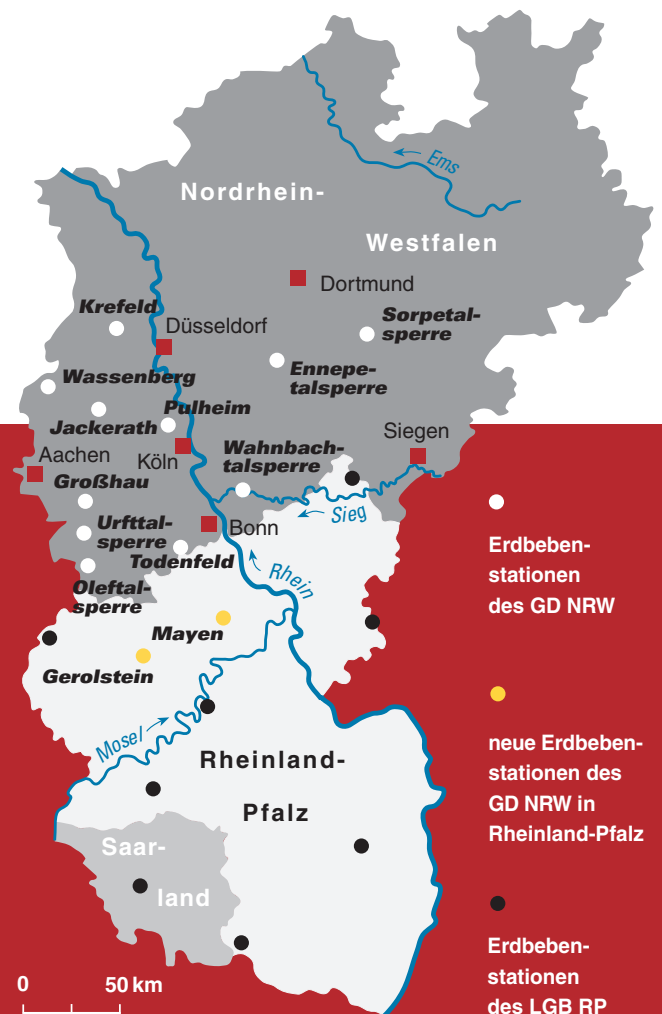 Ems
Nordrhein-
Westfalen
Dortmund
Krefeld
Sorpetal-
sperre
Düsseldorf
Ennepe-
talsperre
Wassenberg
Pulheim
Jackerath
Siegen
Wahnbach-
talsperre
Aachen
Köln
Großhau
Urfttal-
sperre
Bonn
Sieg
Todenfeld
Rhein
Oleftal-
sperre
Mayen
Gerolstein
Mosel
Rheinland-
Pfalz
Saar-
land
0 50 km
Erdbeben-
stationen
des GD NRW
neue Erdbeben-
stationen des
GD NRW in
Rheinland-Pfalz
Erdbeben-
stationen
des LGB RP